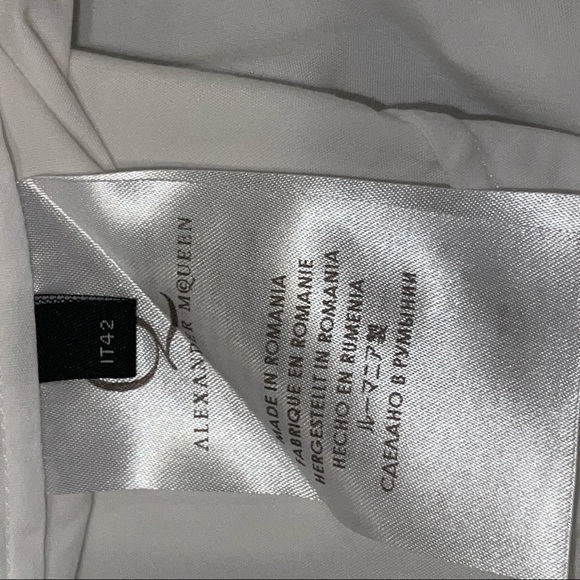 IT42
ALEXANDER McQUEEN
MADE IN ROMANIA
FABRIQUE EN ROMANIE
HERGESTELLT IN ROMANIA
HECHO EN RUMENIA
ルーマニア製
СДЕЛАНО В РУМЫНИИ